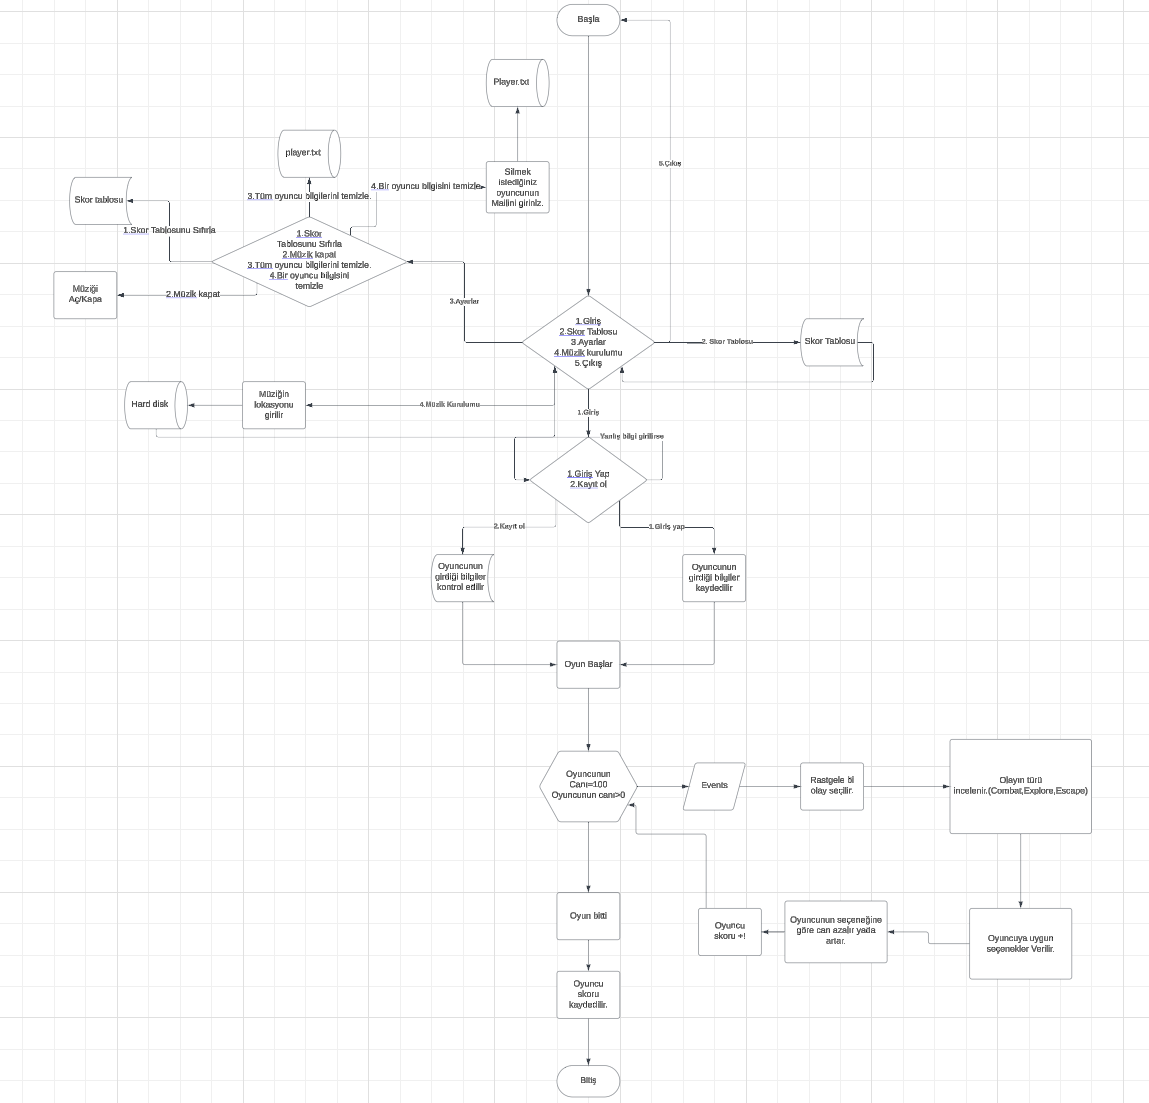 Başla
Player.txt
player.txt
5.Çıkış
Silmek
istediğiniz
oyuncunun
Mailini giriniz.
4.Bir oyuncu bilgisini temizle.
3.Tüm oyuncu bilgilerini temizle.
Skor tablosu
1.Skor Tablosunu Sıfırla
1.Skor
Tablosunu Sıfırla
2.Müzik kapat
3.Tüm oyuncu bilgilerini temizle.
4.Bir oyuncu bilgisini
temizle
Müziği
Aç/Kapa
2.Müzik kapat
3.Ayarlar
1.Giriş
2.Skor Tablosu
3.Ayarlar
4.Müzik kurulumu
5.Çıkış
2. Skor Tablosu
Skor Tablosu
Hard disk
Müziğin
lokasyonu
girilir
4.Müzik Kurulumu
1.Giriş
Yanlış bilgi girilirse
1.Giriş Yap
2.Kayıt ol
2.Kayıt ol
1.Giriş yap
Oyuncunun
girdiği bilgiler
kontrol edilir
Oyuncunun
girdiği bilgiler
kaydedilir
Oyun Başlar
Oyuncunun
Canı=100
Oyuncunun canı>0
Events
Rastgele bi
olay seçilir.
Olayın türü
incelenir.(Combat,Explore,Escape)
Oyun bitti
Oyuncu
skoru +!
Oyuncunun seçeneğine
göre can azalır yada
artar.
Oyuncuya uygun
seçenekler Verilir.
Oyuncu
skoru
kaydedilir.
Bitiş